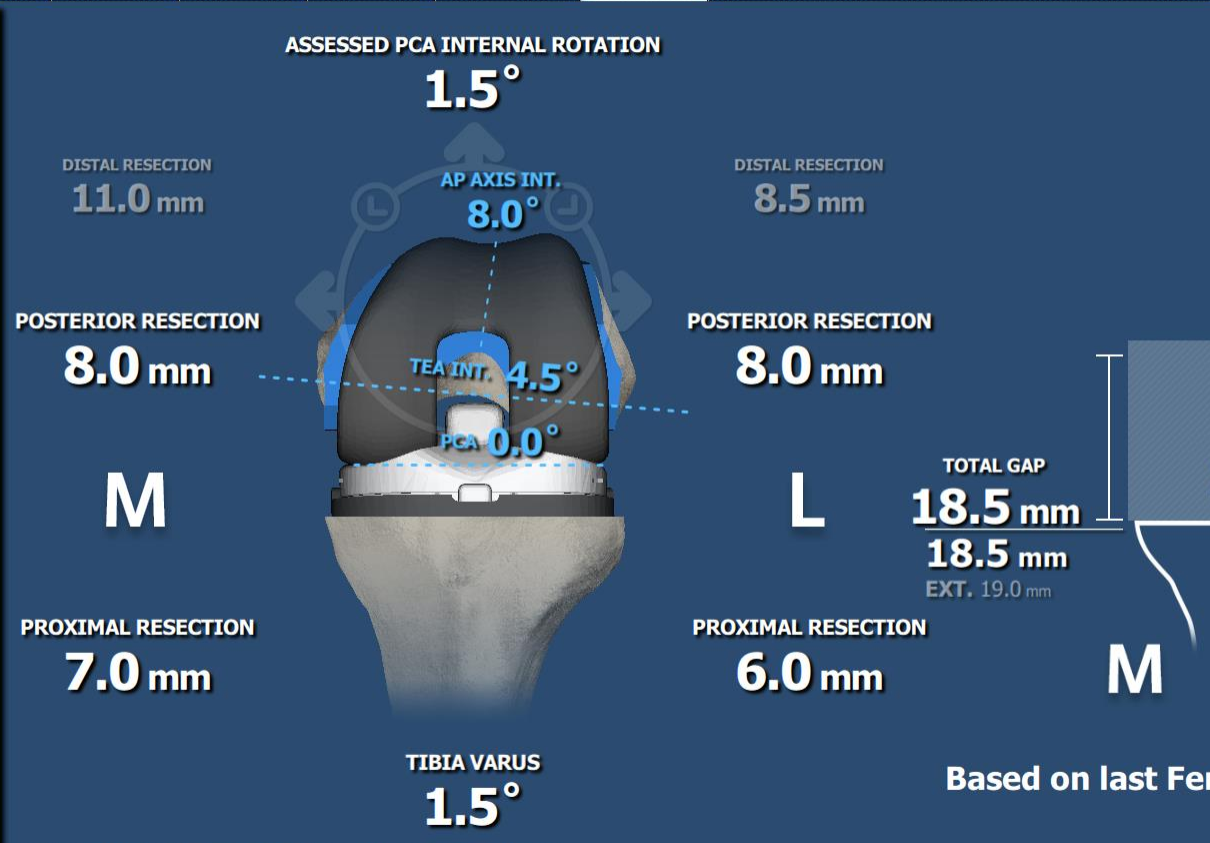 ASSESSED PCA INTERNAL ROTATION
1.5°
DISTAL RESECTION
11.0 mm
AP AXIS INT.
8.0°
DISTAL RESECTION
8.5 mm
POSTERIOR RESECTION
8.0 mm
TEA INT. 4.5°
POSTERIOR RESECTION
8.0 mm
PCA 0.0°
M
L
TOTAL GAP
18.5 mm
18.5 mm
EXT. 19.0 mm
PROXIMAL RESECTION
7.0 mm
PROXIMAL RESECTION
6.0 mm
M
TIBIA VARUS
1.5°
Based on last Fe